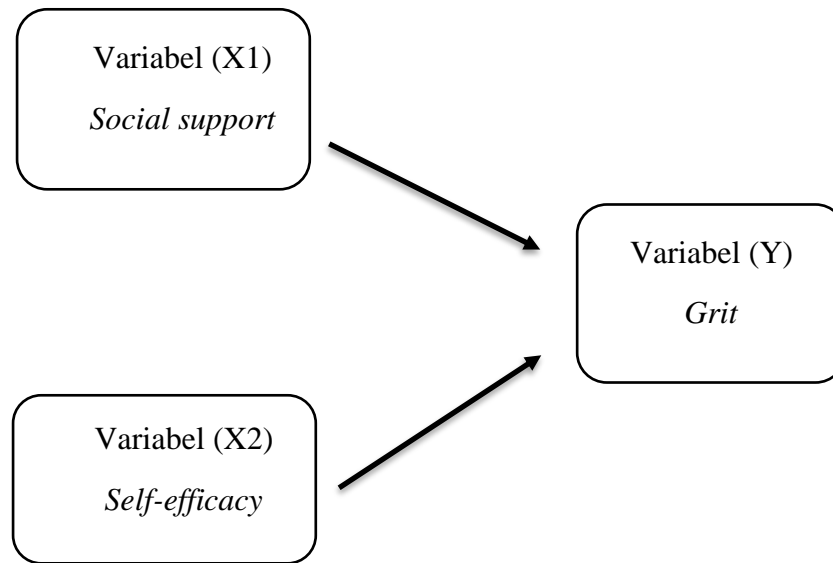 Variabel (X1)
Social support
Variabel (Y)
Grit
Variabel (X2)
Self-efficacy